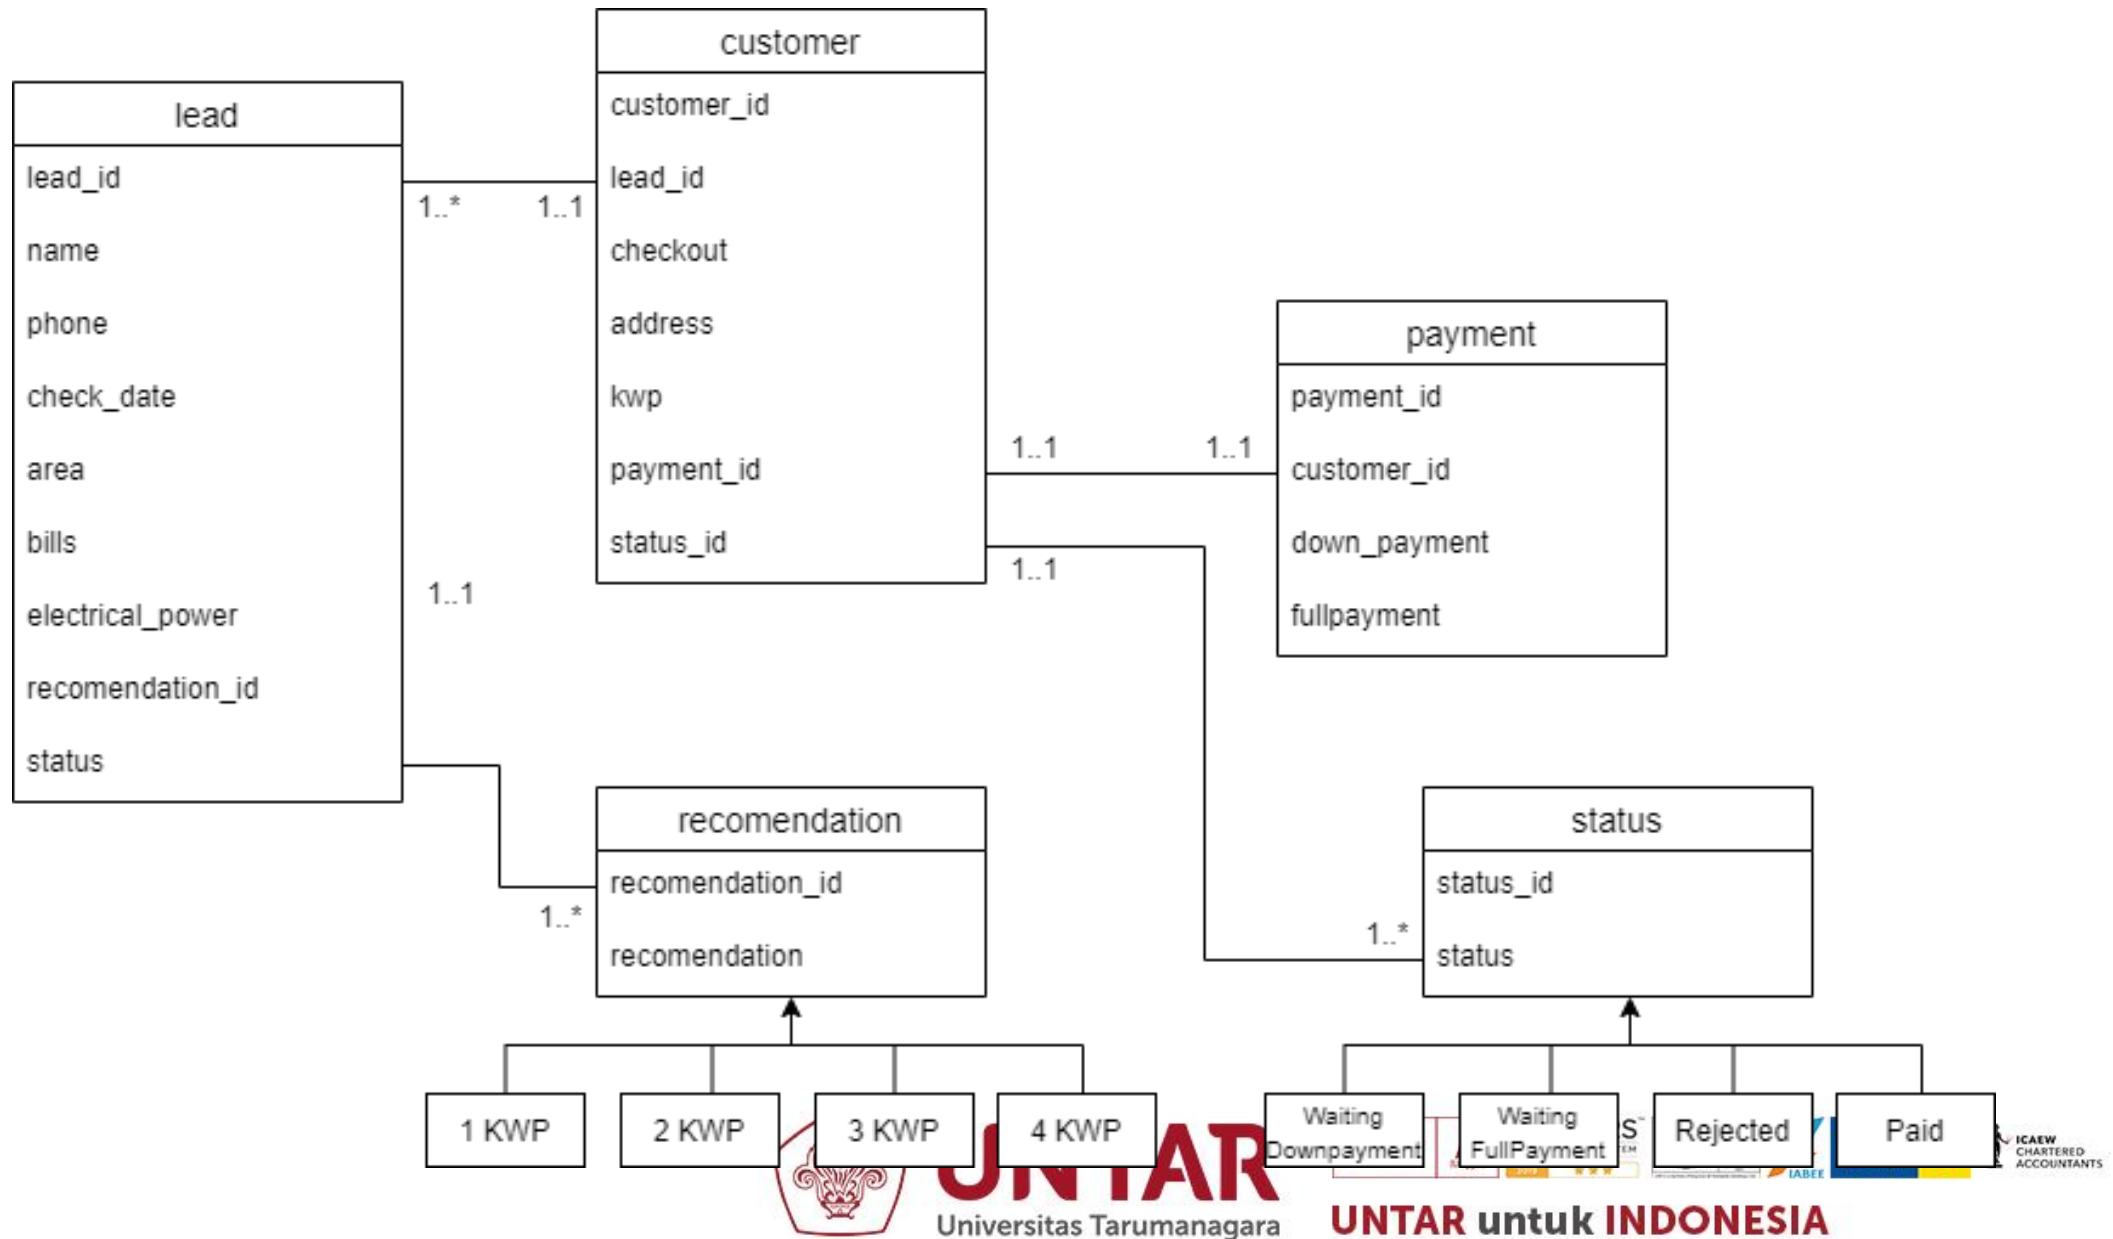 customer
customer_id
lead_id
checkout
address
kwp
payment_id
status_id
lead
lead_id
name
phone
check_date
area
bills
electrical_power
recomendation_id
status
1..*
1..1
1..1
1..1
1..1
1..1
1..*
1..*
payment
payment_id
customer_id
down_payment
fullpayment
recomendation
recomendation_id
recomendation
status
status_id
status
1 KWP
2 KWP
3 KWP
4 KWP
Waiting
Downpayment
Waiting
FullPayment
Rejected
Paid
UNTAR
Universitas Tarumanagara
UNTAR untuk INDONESIA
IABEE
ICAEW
CHARTERED
ACCOUNTANTS